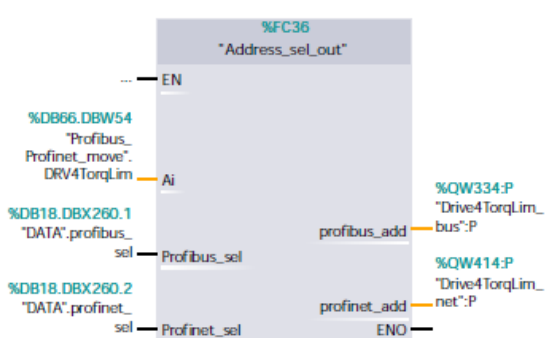 %FC36
"Address_sel_out"
... EN
%DB66.DBW54
"Profibus_
Profinet_move".
DRV4TorqLim
Ai
%DB18.DBX260.1
"DATA".profibus_
sel
Profibus_sel
%DB18.DBX260.2
"DATA".profinet_
sel
Profinet_sel
%QW334:P
"Drive4TorqLim_
profibus_add
bus":P
%QW414:P
"Drive4TorqLim_
profinet_add
net":P
ENO